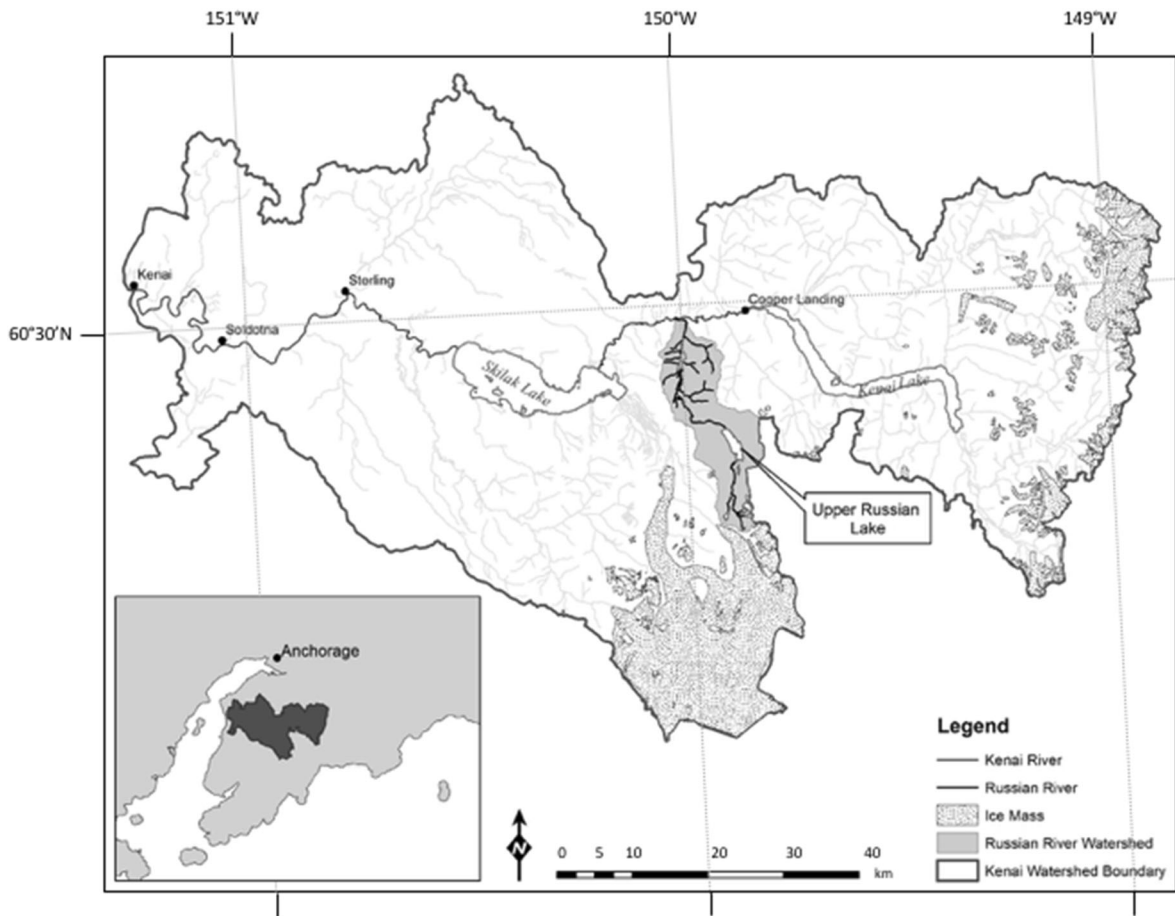 151°W
150°W
149°W
Kenai
Sterling
Cooper Landing
60°30'N
Soldotna
Skilak Lake
Kenai Lake
Upper Russian
Lake
Anchorage
Legend
Kenai River
Russian River
Ice Mass
Russian River Watershed
Kenai Watershed Boundary
N
0 5 10 20 30 40
km